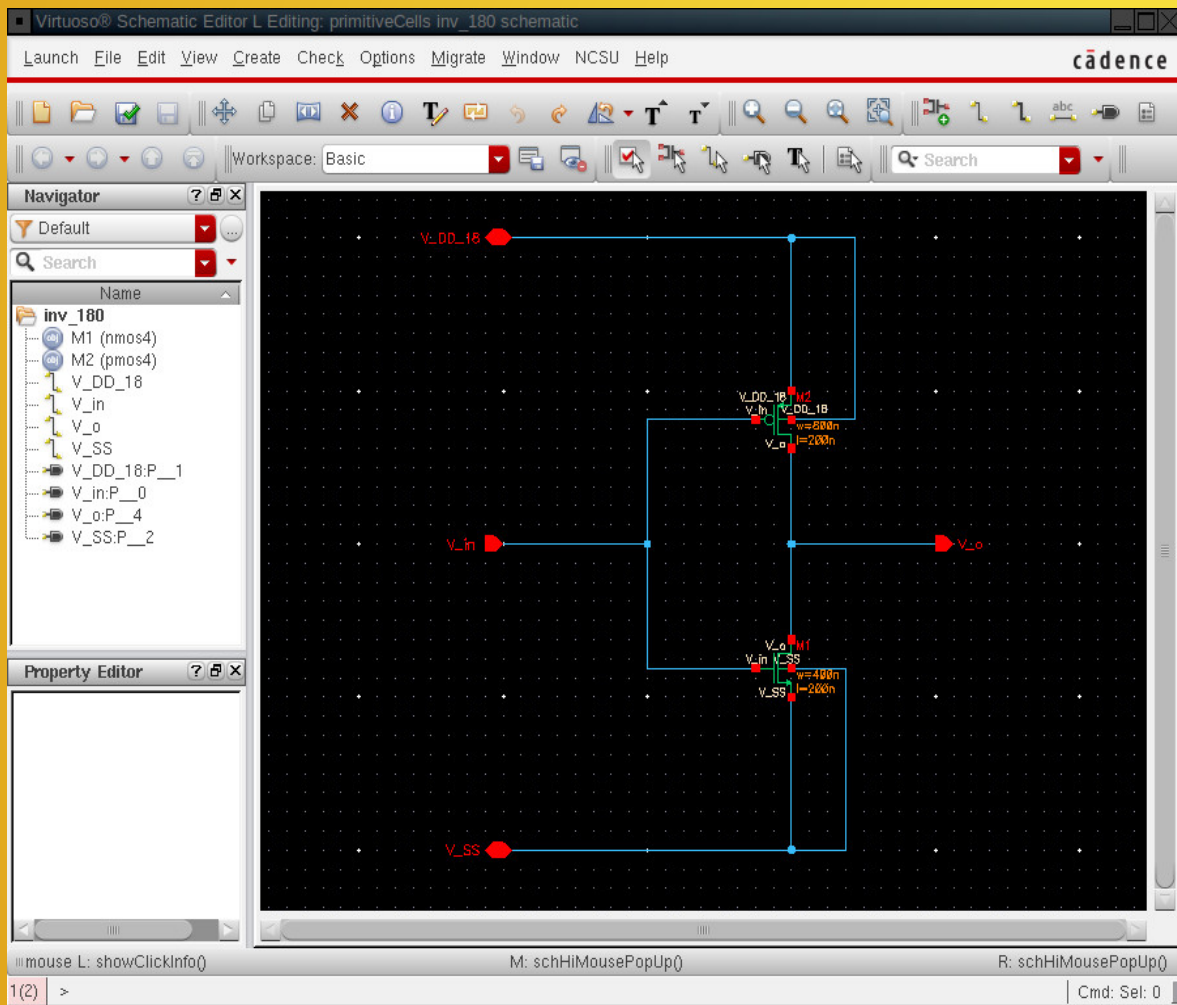 Virtuoso® Schematic Editor L Editing: primitiveCells inv_180 schematic
Launch File Edit View Create Check Options Migrate Window NCSU Help
cādence
abc
Workspace: Basic
Search
Navigator
Default
Search
Name
inv_180
M1 (nmos4)
M2 (pmos4)
V_DD_18
V_in
V_o
V_SS
V_DD_18:P__1
V_in:P__0
V_o:P__4
V_SS:P__2
Property Editor
V_DD_18
V_DD_18 M2
V_in V_DD_18
w=800n
V_o l=200n
V_in
V_o
V_o M1
V_in V_SS
w=400n
V_SS l=200n
V_SS
mouse L: showClickInfo() M: schHiMousePopUp() R: schHiMousePopUp()
1(2) > Cmd: Sel: 0